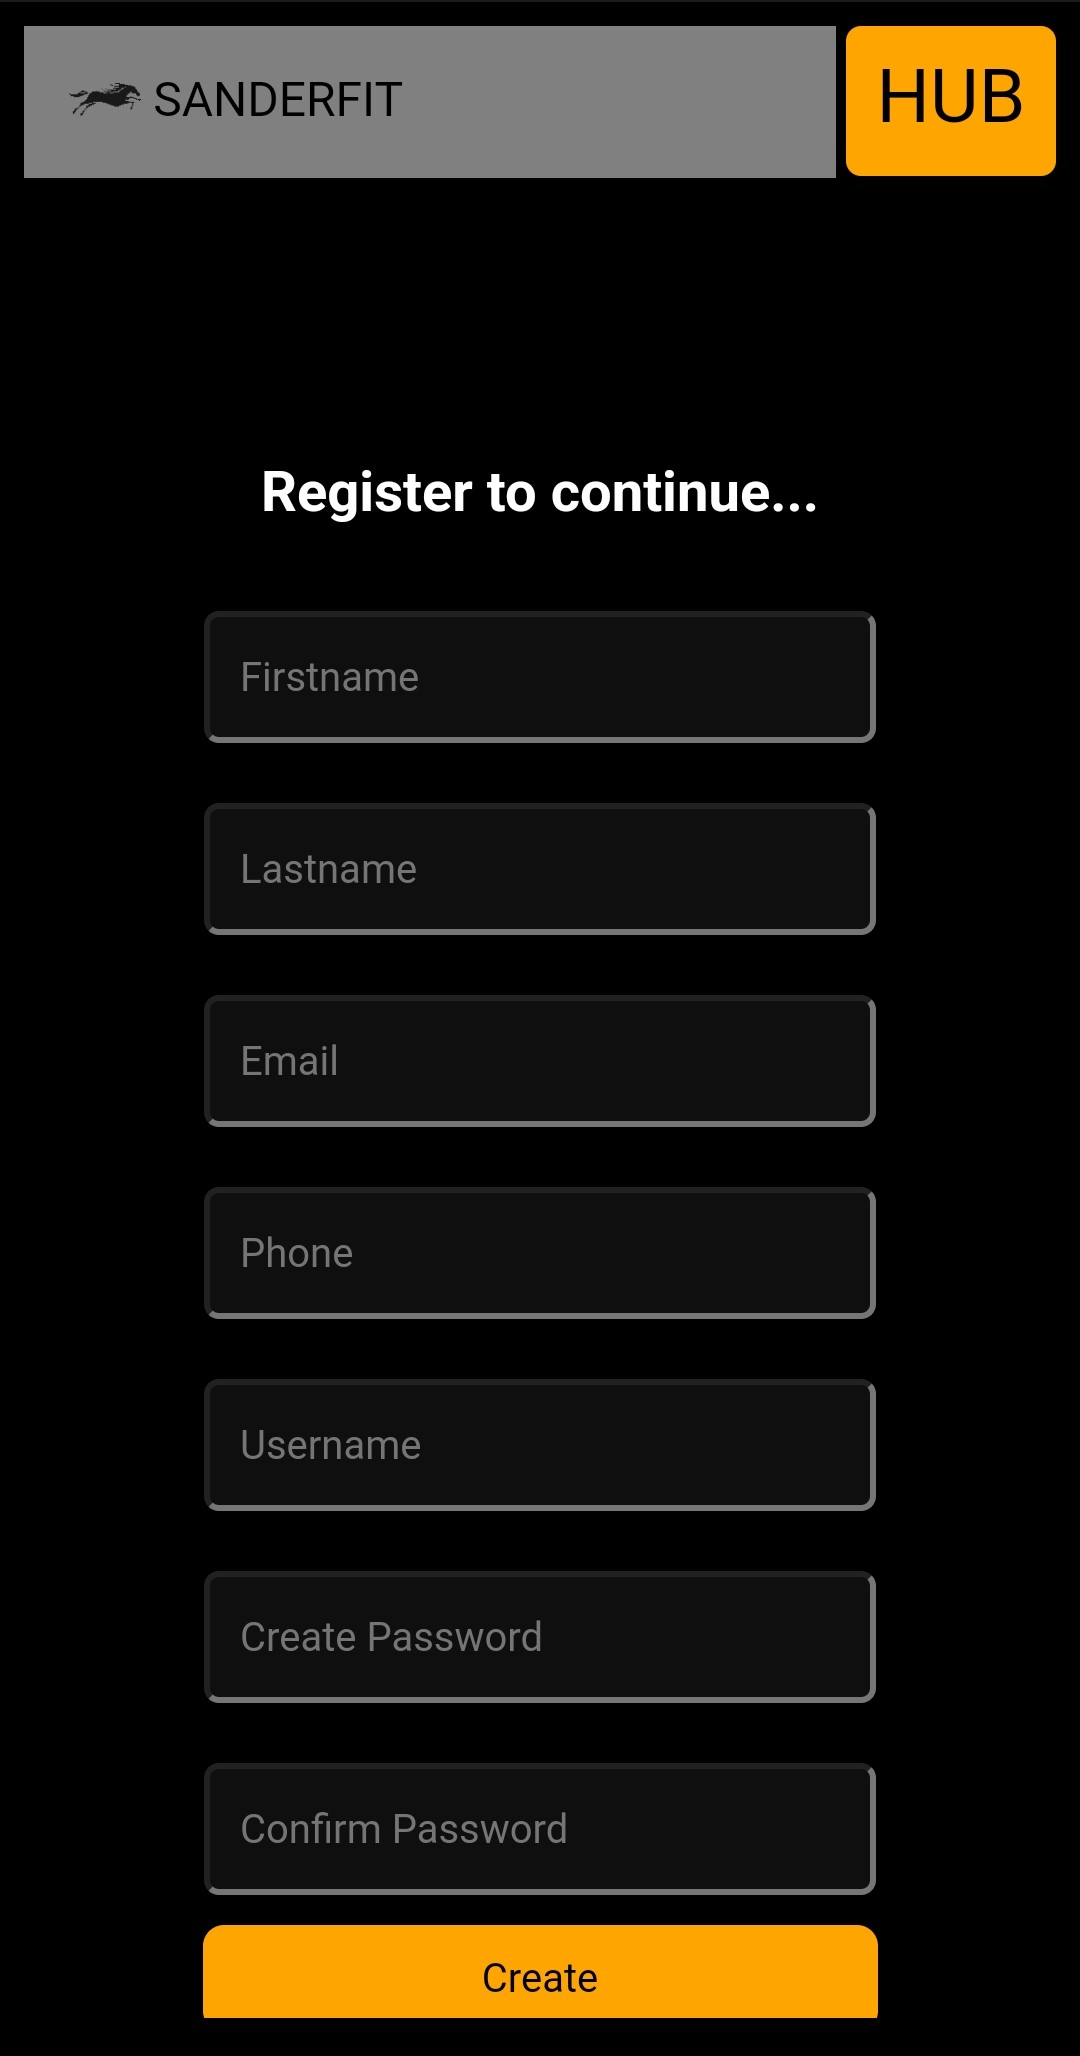 SANDERFIT
HUB
Register to continue...
Firstname
Lastname
Email
Phone
Username
Create Password
Confirm Password
Create